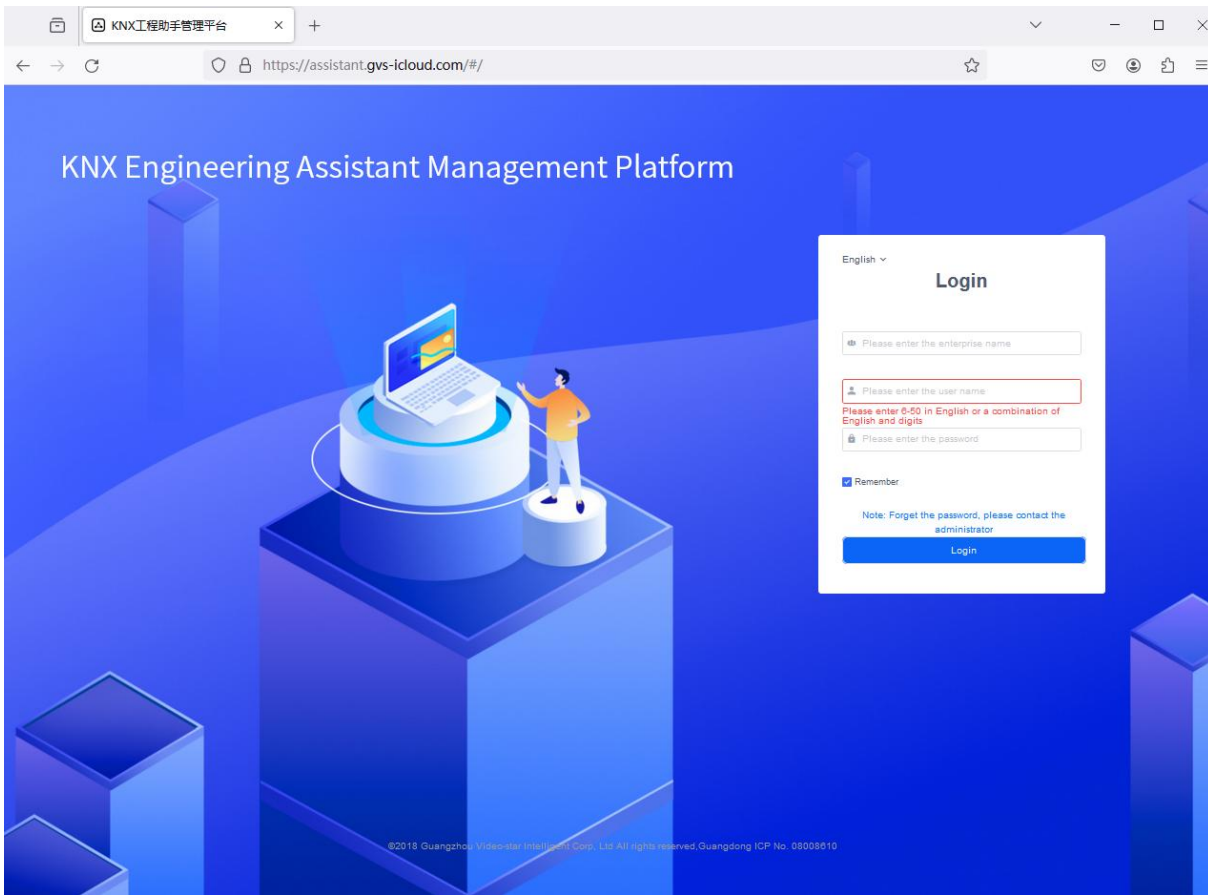 KNX工程助手管理平台
https://assistant.gvs-icloud.com/#/
KNX Engineering Assistant Management Platform
English
Login
Please enter the enterprise name
Please enter the user name
Please enter 6-50 in English or a combination of
English and digits
Please enter the password
Remember
Note: Forget the password, please contact the
administrator
Login
©2018 Guangzhou Video-star Intelligent Corp, Ltd All rights reserved,Guangdong ICP No. 08008610